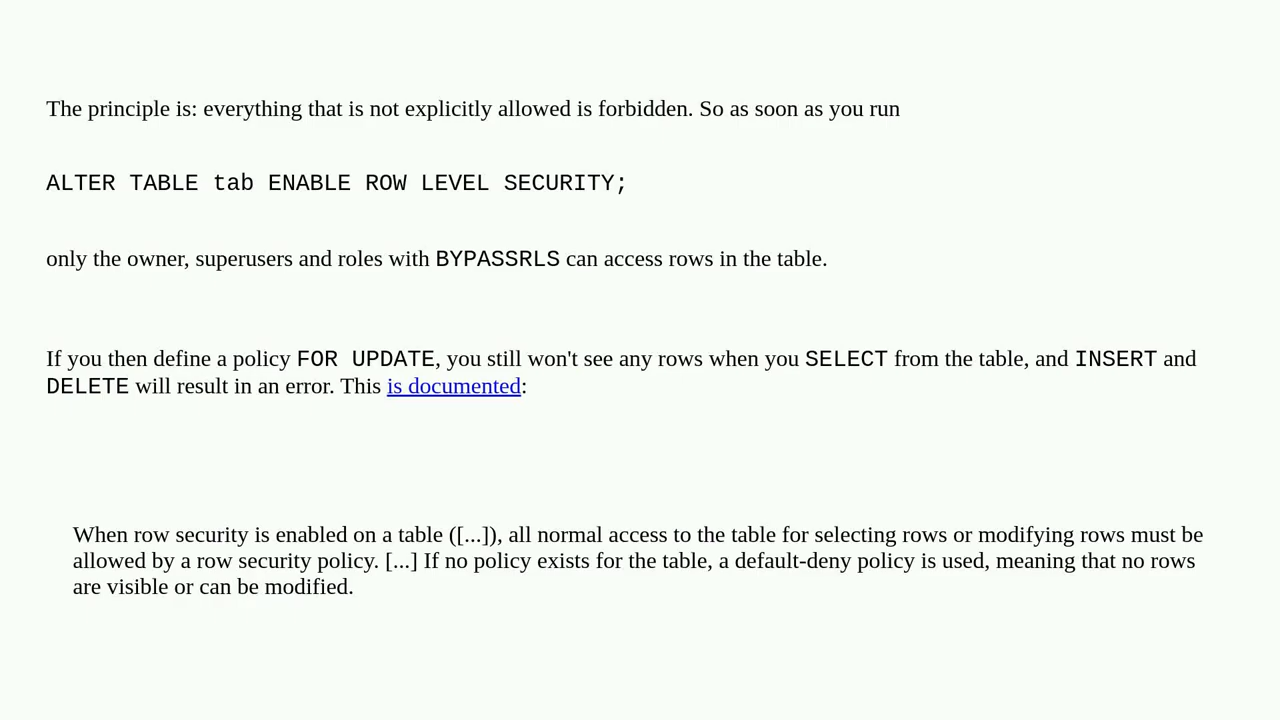 The principle is: everything that is not explicitly allowed is forbidden. So as soon as you run
ALTER TABLE tab ENABLE ROW LEVEL SECURITY;
only the owner, superusers and roles with BYPASSRLS can access rows in the table.
If you then define a policy FOR UPDATE, you still won't see any rows when you SELECT from the table, and INSERT and
DELETE will result in an error. This is documented:
When row security is enabled on a table ([...]), all normal access to the table for selecting rows or modifying rows must be
allowed by a row security policy. [...] If no policy exists for the table, a default-deny policy is used, meaning that no rows
are visible or can be modified.